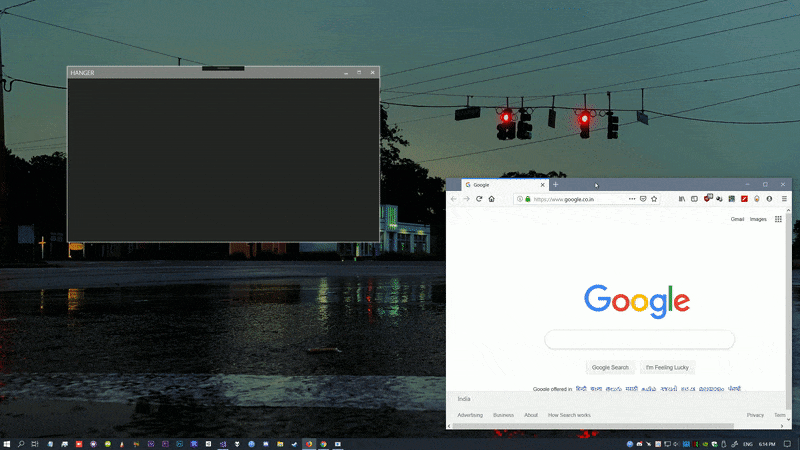 HANGER
Google
https://www.google.co.in
Gmail Images
Google
Google Search I'm Feeling Lucky
Google offered in: हिन्दी বাংলা తెలుగు मराठी தமிழ் ગુજરાતી ಕನ್ನಡ മലയാളം ਪੰਜਾਬੀ
India
Advertising Business About How Search works Privacy Term
ENG 6:14 PM